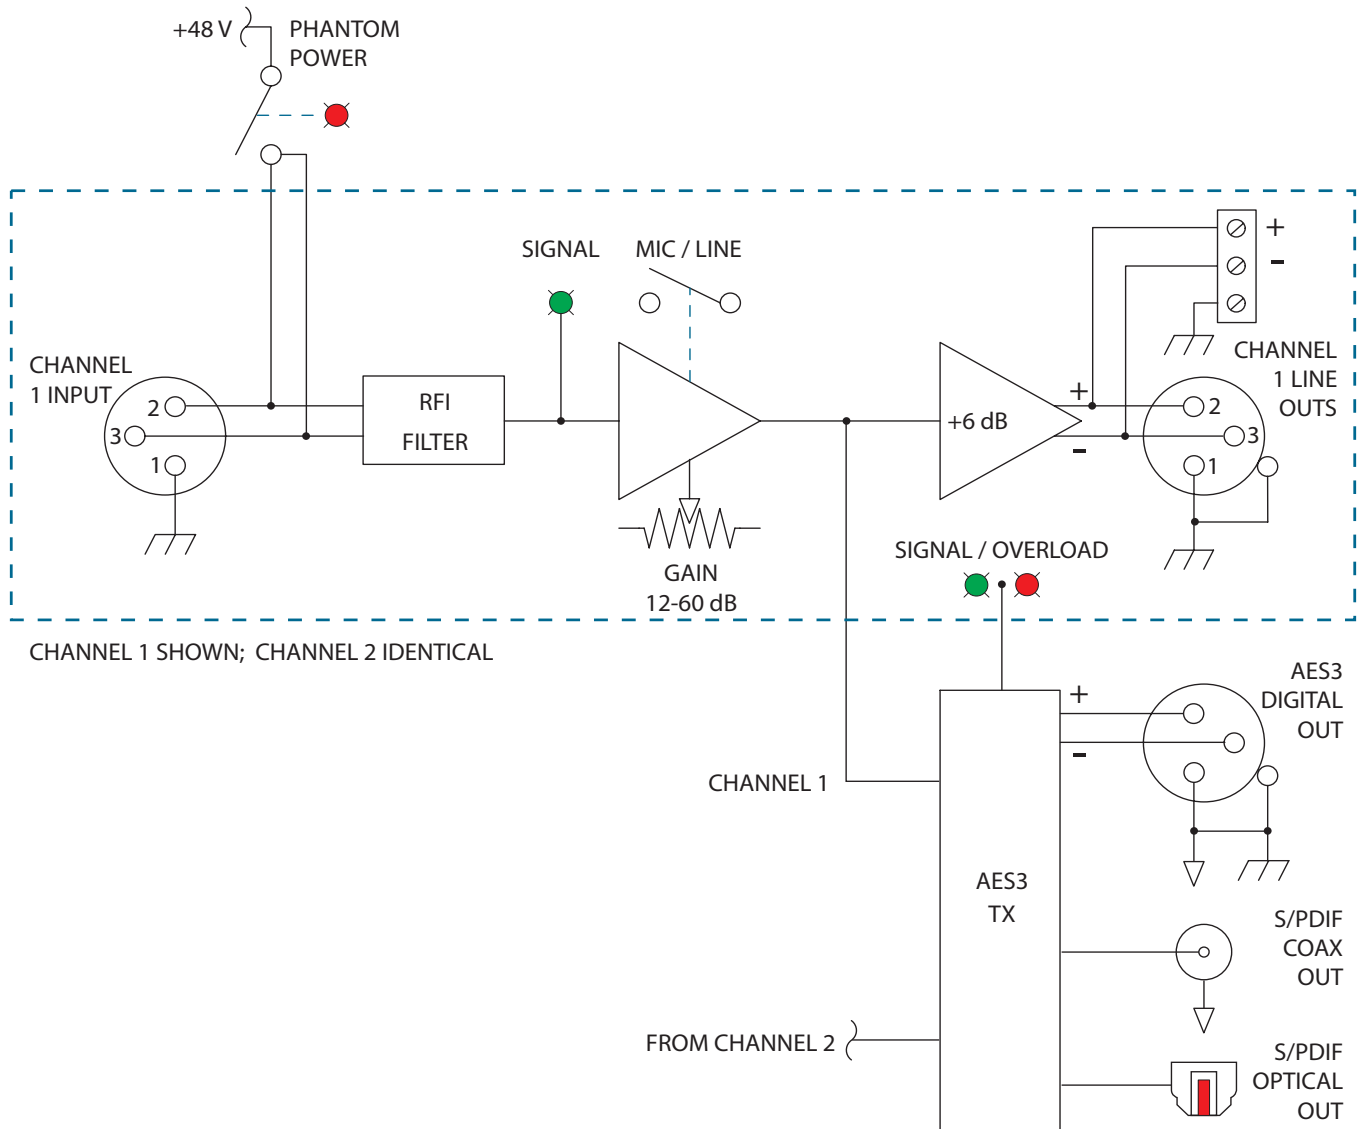 +48 V
PHANTOM
POWER
SIGNAL
MIC / LINE
+
-
CHANNEL
1 INPUT
2
3
1
RFI
FILTER
GAIN
12-60 dB
+6 dB
+
-
CHANNEL
1 LINE
OUTS
2
3
1
SIGNAL / OVERLOAD
CHANNEL 1 SHOWN; CHANNEL 2 IDENTICAL
+
-
AES3
DIGITAL
OUT
CHANNEL 1
AES3
TX
S/PDIF
COAX
OUT
FROM CHANNEL 2
S/PDIF
OPTICAL
OUT